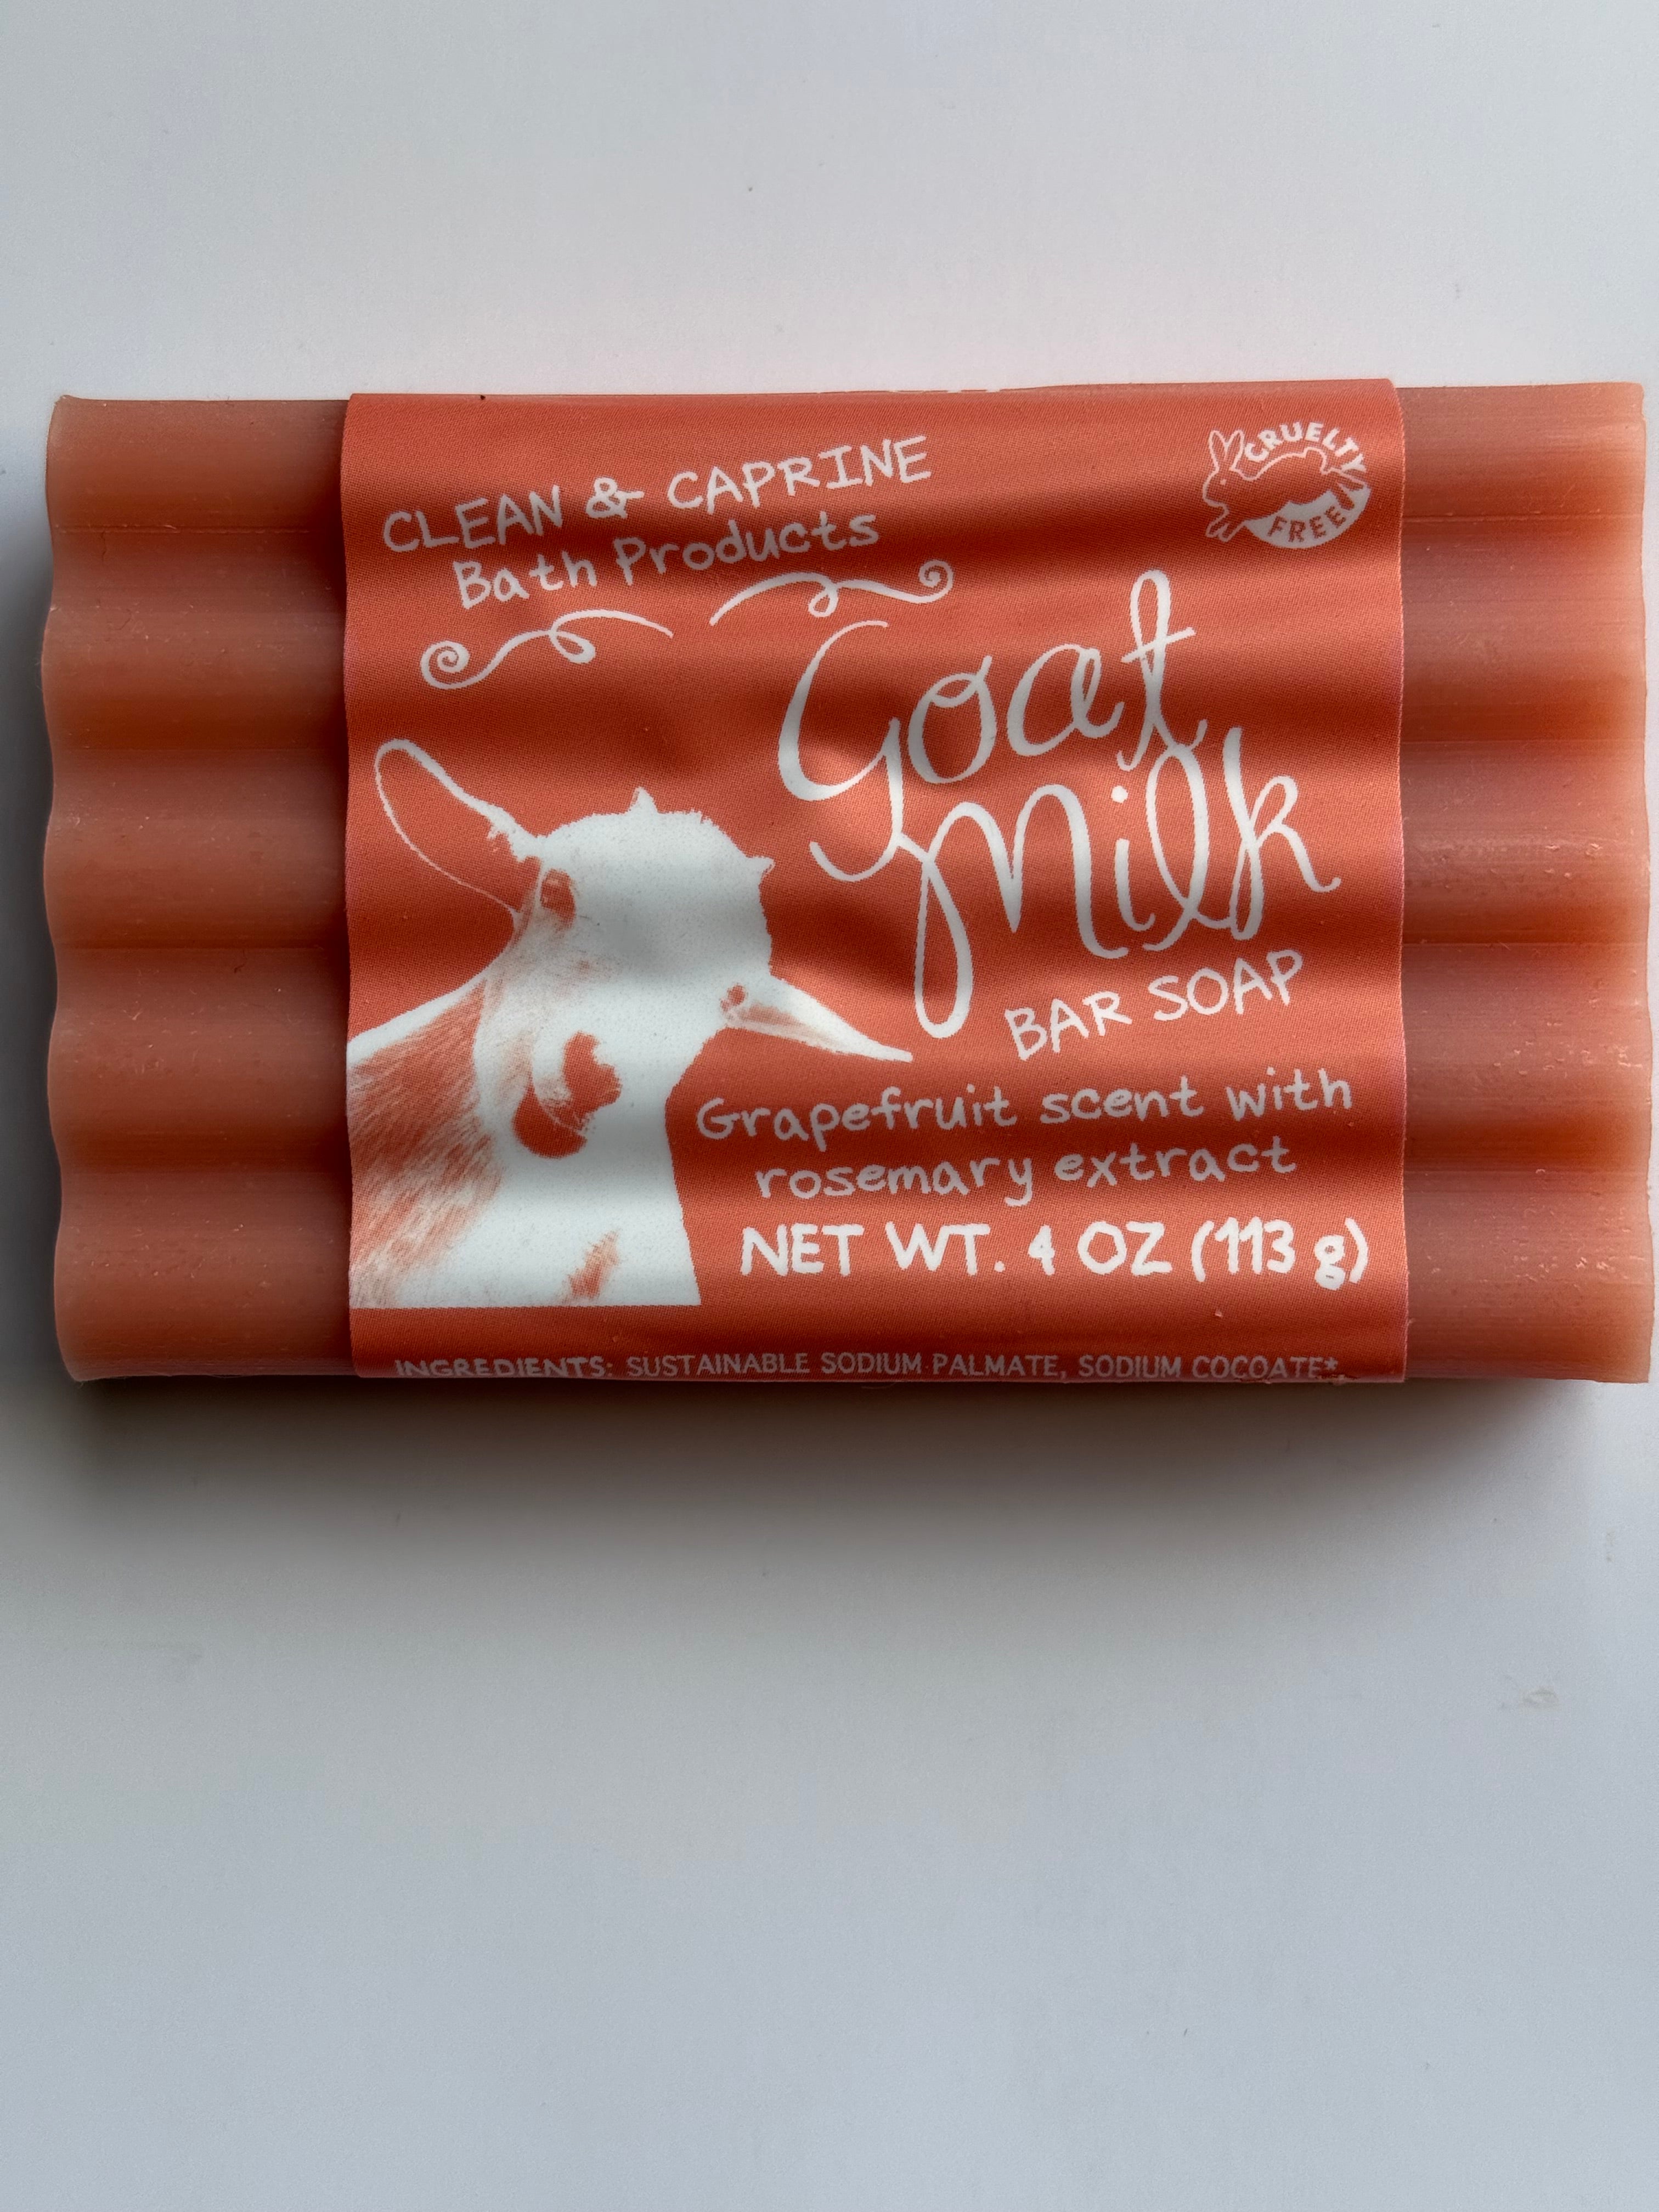 CLEAN & CAPRINE
Bath Products
CRUELTY
FREE
Goat
Milk
BAR SOAP
Grapefruit scent with
rosemary extract
NET WT. 4 OZ (113 g)
INGREDIENTS: SUSTAINABLE SODIUM PALMATE, SODIUM COCOATE*,